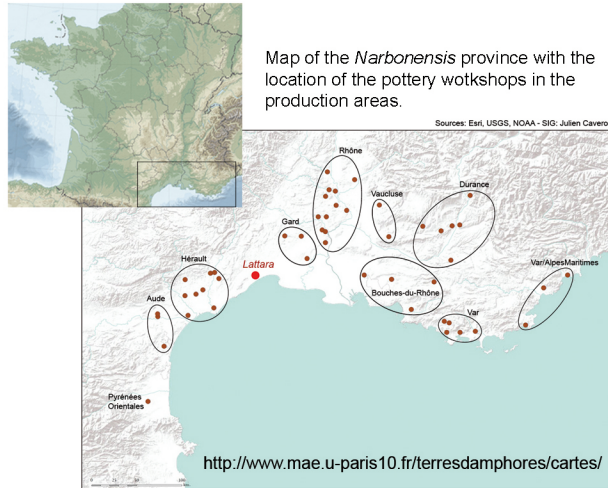 Map of the Narbonensis province with the
location of the pottery wotkshops in the
production areas.
Sources: Esri, USGS, NOAA - SIG: Julien Cavero
Rhône
Vaucluse
Durance
Gard
Hérault
Lattara
Var/AlpesMaritimes
Aude
Bouches-du-Rhône
Var
Pyrénées
Orientales
http://www.mae.u-paris10.fr/terresdamphores/cartes/